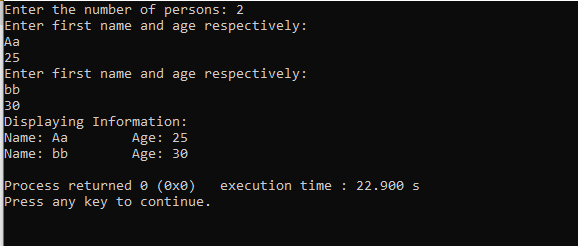 Enter the number of persons: 2
Enter first name and age respectively:
Aa
25
Enter first name and age respectively:
bb
30
Displaying Information:
Name: Aa        Age: 25
Name: bb        Age: 30

Process returned 0 (0x0)   execution time : 22.900 s
Press any key to continue.